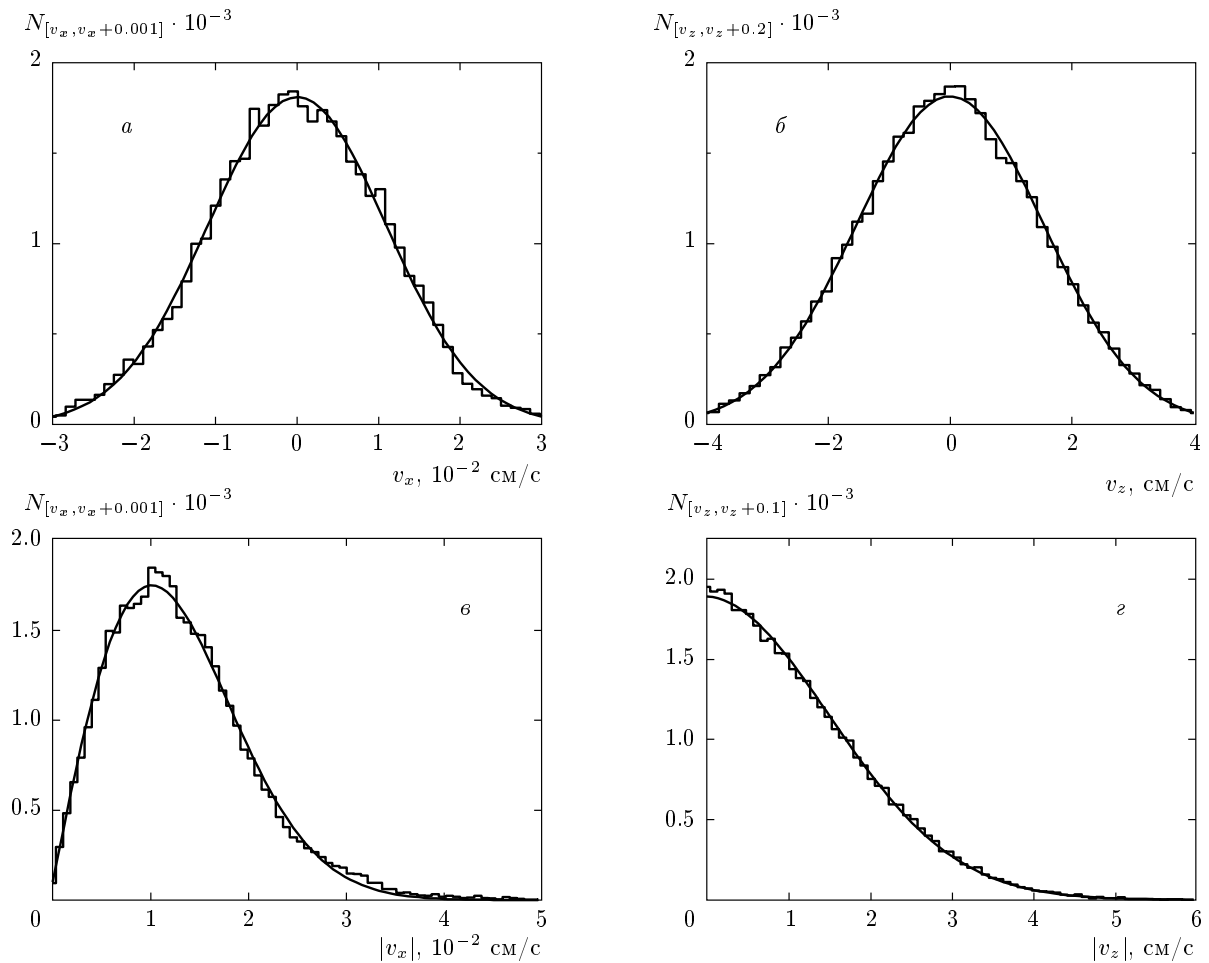 N[vx,vx+0.001] · 10−3
N[vz,vz+0.2] · 10−3
2
1
0
а
−3 −2 −1 0 1 2 3
vx, 10−2 см/с
2
1
0
б
−4 −2 0 2 4
vz, см/с
N[vx,vx+0.001] · 10−3
N[vz,vz+0.1] · 10−3
2.0
1.5
1.0
0.5
в
0 1 2 3 4 5
|vx|, 10−2 см/с
2.0
1.5
1.0
0.5
г
0 1 2 3 4 5 6
|vz|, см/с